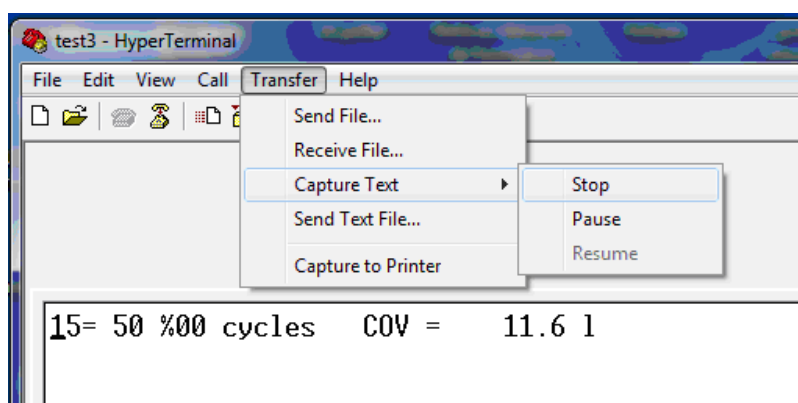 test3 - HyperTerminal
File Edit View Call Transfer Help
Send File...
Receive File...
Capture Text
Stop
Send Text File...
Pause
Capture to Printer
Resume
15= 50 %00 cycles COV = 11.6 l